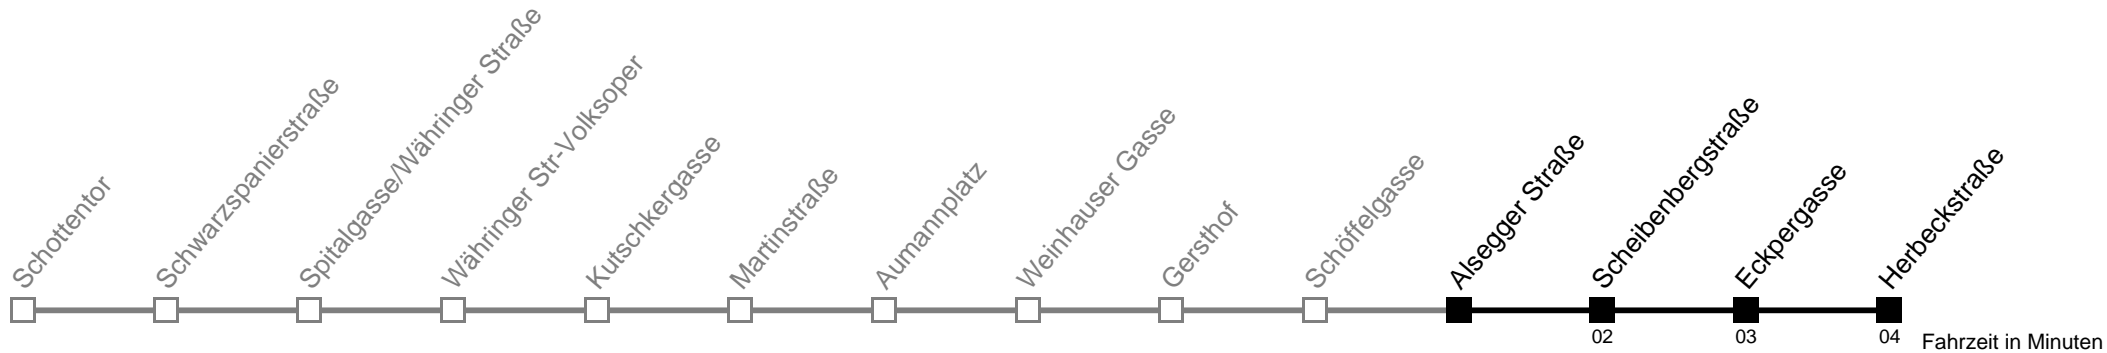 Schottentor
Schwarzspanierstraße
Spitalgasse/Währinger Straße
Währinger Str-Volksoper
Kutschkergasse
Martinstraße
Aumannplatz
Weinhauser Gasse
Gersthof
Schöffelgasse
Alsegger Straße
Scheibenbergstraße
Eckpergasse
Herbeckstraße
02 03 04 Fahrzeit in Minuten